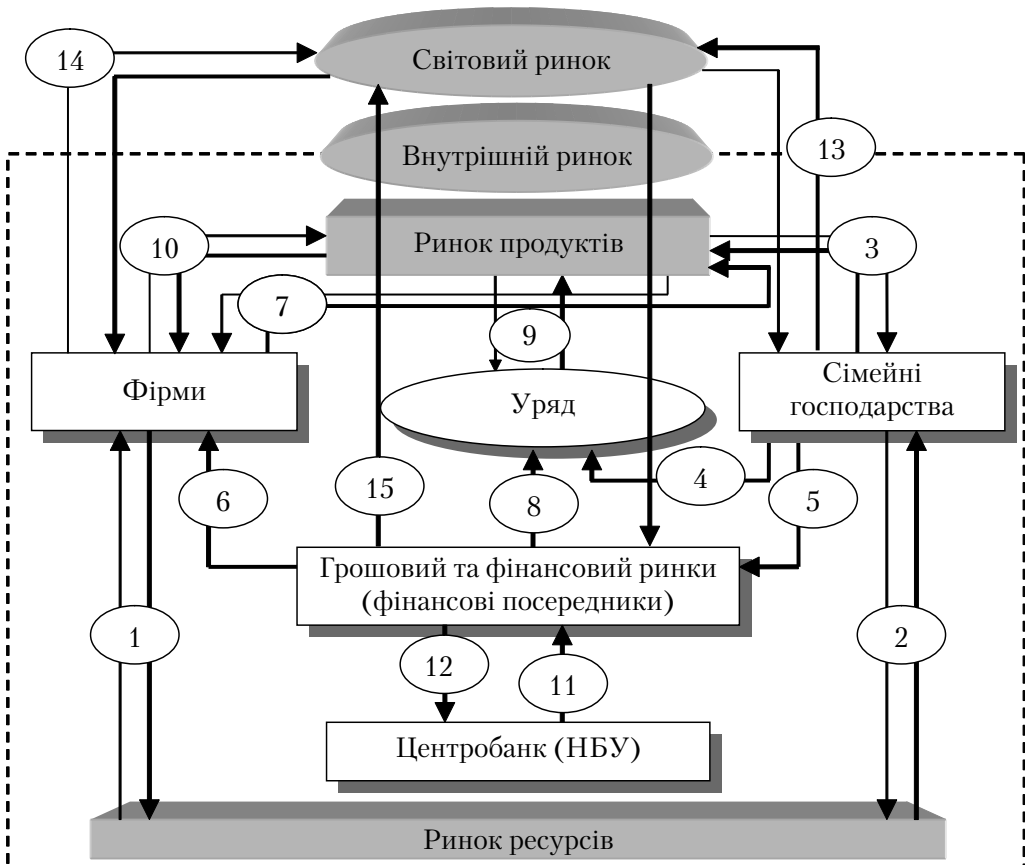 Світовий ринок
14
Внутрішній ринок
13
Ринок продуктів
10
3
7
9
Фірми
Уряд
Сімейні
господарства
6
15
8
4
5
Грошовий та фінансовий ринки
(фінансові посередники)
1
12
11
2
Центробанк (НБУ)
Ринок ресурсів